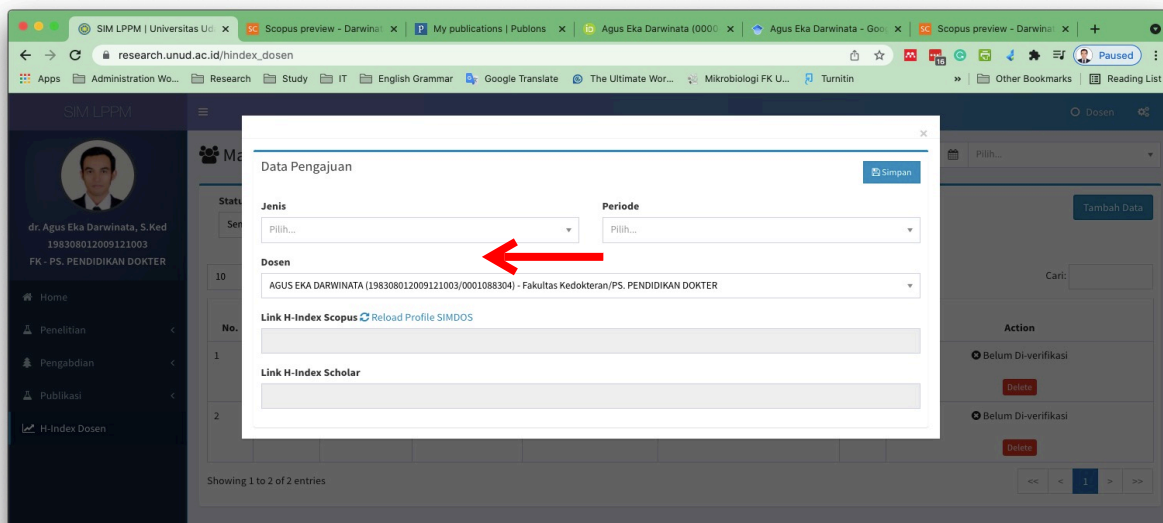 SIM LPPM | Universitas Ud
Scopus preview - Darwinat
My publications | Publons
Agus Eka Darwinata (0000
Agus Eka Darwinata - Goo
Scopus preview - Darwinat
research.unud.ac.id/hindex_dosen
16
Paused
Apps
Administration Wo...
Research
Study
IT
English Grammar
Google Translate
The Ultimate Wor...
Mikrobiologi FK U...
Turnitin
»
Other Bookmarks
Reading List
SIM LPPM
Dosen
Ma
Pilih...
Data Pengajuan
Simpan
Statu
Tambah Data
Jenis
Periode
Sen
Pilih...
Pilih...
dr. Agus Eka Darwinata, S.Ked
198308012009121003
FK - PS. PENDIDIKAN DOKTER
Dosen
10
AGUS EKA DARWINATA (198308012009121003/0001088304) - Fakultas Kedokteran/PS. PENDIDIKAN DOKTER
Cari:
Home
Link H-Index Scopus Reload Profile SIMDOS
Penelitian
No.
Action
1
Belum Di-verifikasi
Pengabdian
Link H-Index Scholar
Delete
Publikasi
2
Belum Di-verifikasi
H-Index Dosen
Delete
Showing 1 to 2 of 2 entries
<< < 1 > >>